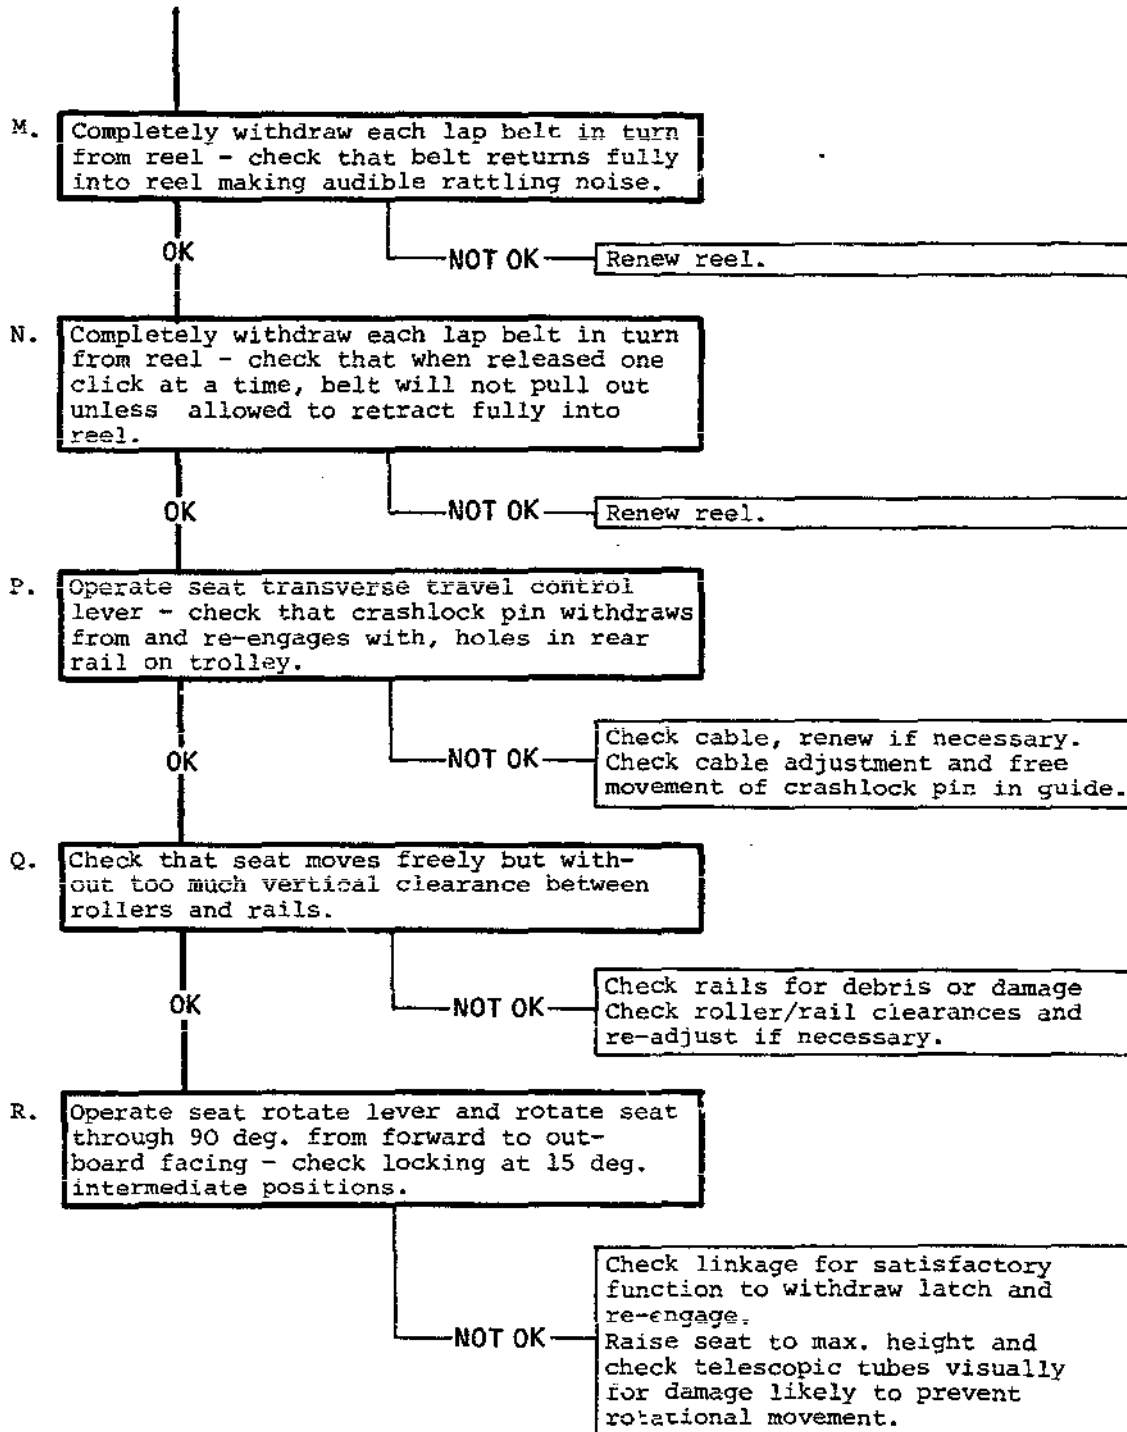 M. Completely withdraw each lap belt in turn
from reel - check that belt returns fully
into reel making audible rattling noise.
OK
NOT OK
Renew reel.
N. Completely withdraw each lap belt in turn
from reel - check that when released one
click at a time, belt will not pull out
unless allowed to retract fully into
reel.
OK
NOT OK
Renew reel.
P. Operate seat transverse travel control
lever - check that crashlock pin withdraws
from and re-engages with, holes in rear
rail on trolley.
OK
NOT OK
Check cable, renew if necessary.
Check cable adjustment and free
movement of crashlock pin in guide.
Q. Check that seat moves freely but with-
out too much vertical clearance between
rollers and rails.
OK
NOT OK
Check rails for debris or damage
Check roller/rail clearances and
re-adjust if necessary.
R. Operate seat rotate lever and rotate seat
through 90 deg. from forward to out-
board facing - check locking at 15 deg.
intermediate positions.
NOT OK
Check linkage for satisfactory
function to withdraw latch and
re-engage.
Raise seat to max. height and
check telescopic tubes visually
for damage likely to prevent
rotational movement.